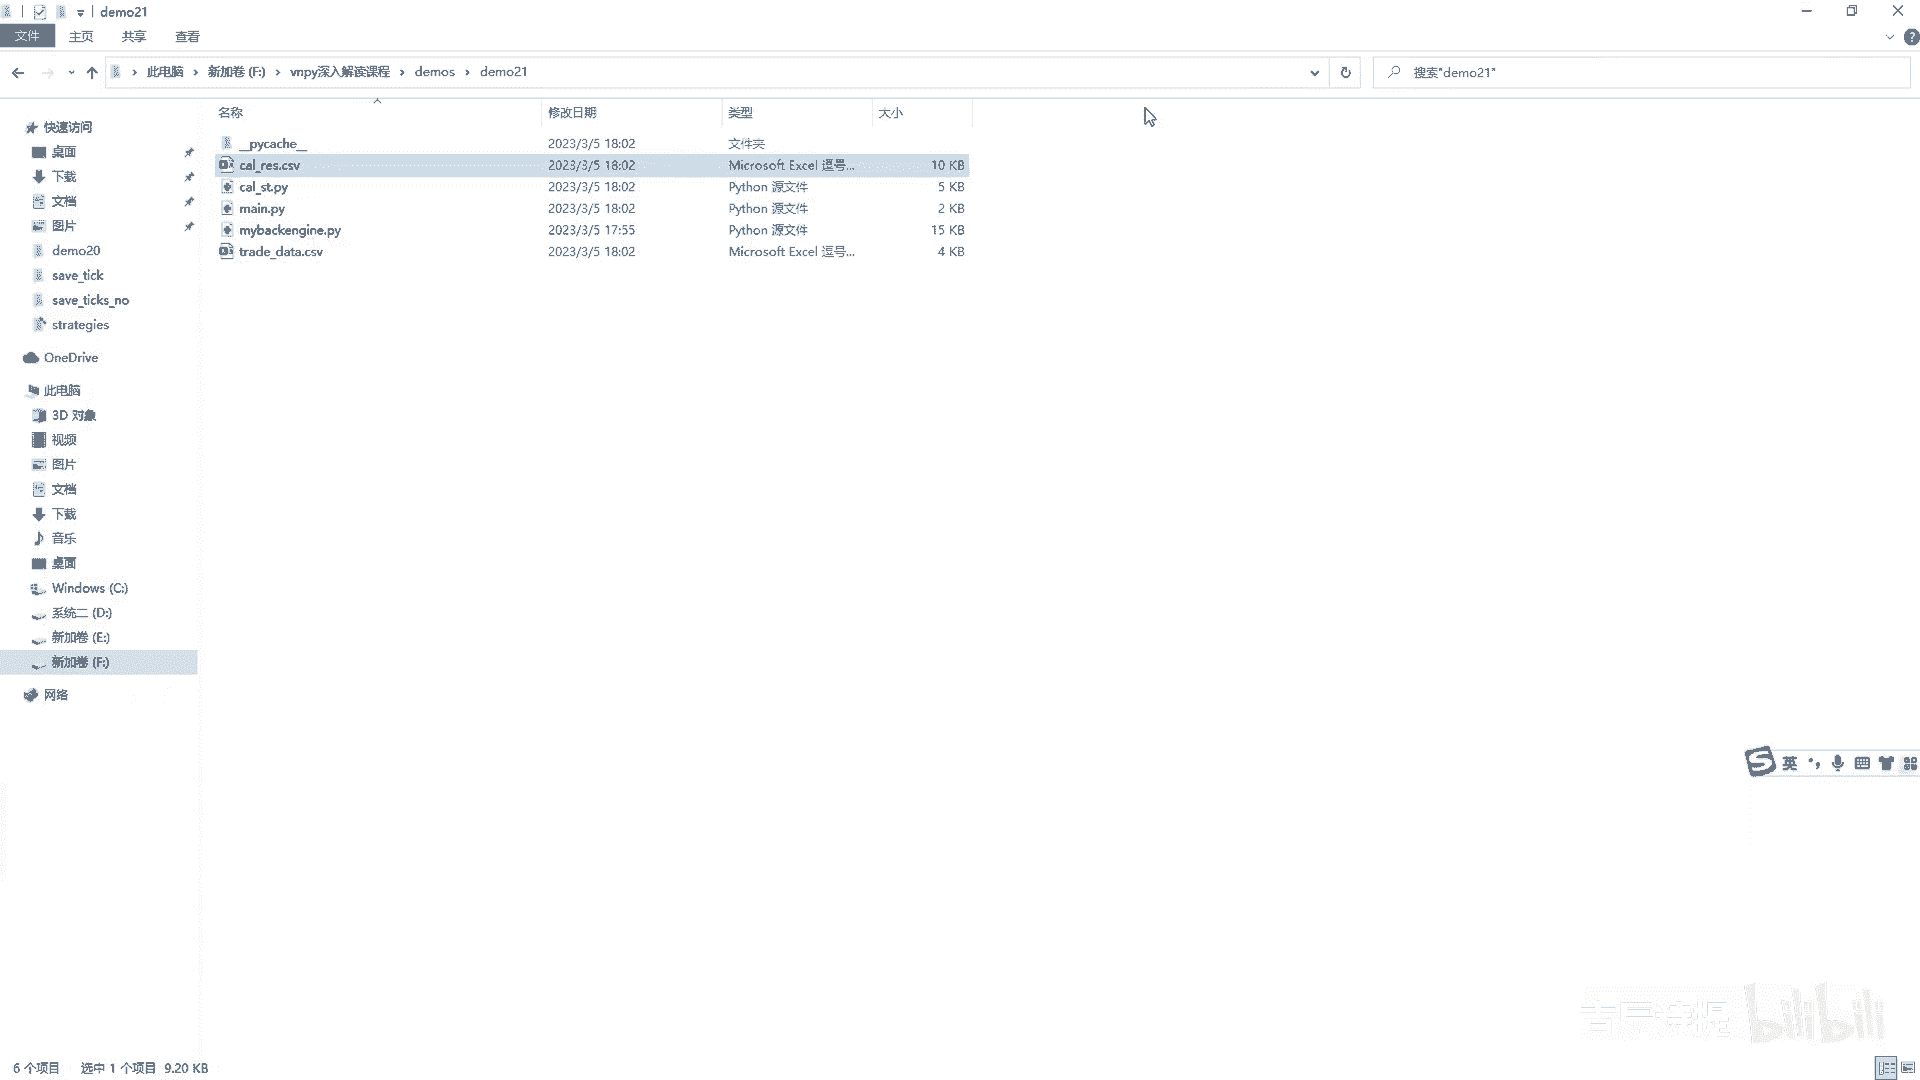 demo21
文件 主页 共享 查看
此电脑 › 新加卷 (F:) › vnpy深入解读课程 › demos › demo21
搜索"demo21"
名称 修改日期 类型 大小
__pycache__ 2023/3/5 18:02 文件夹
cal_res.csv 2023/3/5 18:02 Microsoft Excel 逗号... 10 KB
cal_st.py 2023/3/5 18:02 Python 源文件 5 KB
main.py 2023/3/5 18:02 Python 源文件 2 KB
mybackengine.py 2023/3/5 17:55 Python 源文件 15 KB
trade_data.csv 2023/3/5 18:02 Microsoft Excel 逗号... 4 KB
快速访问
桌面
下载
文档
图片
demo20
save_tick
save_ticks_no
strategies
OneDrive
此电脑
3D 对象
视频
图片
文档
下载
音乐
桌面
Windows (C:)
系统二 (D:)
新加卷 (E:)
新加卷 (F:)
网络
英
bilibili
6 个项目 选中 1 个项目 9.20 KB